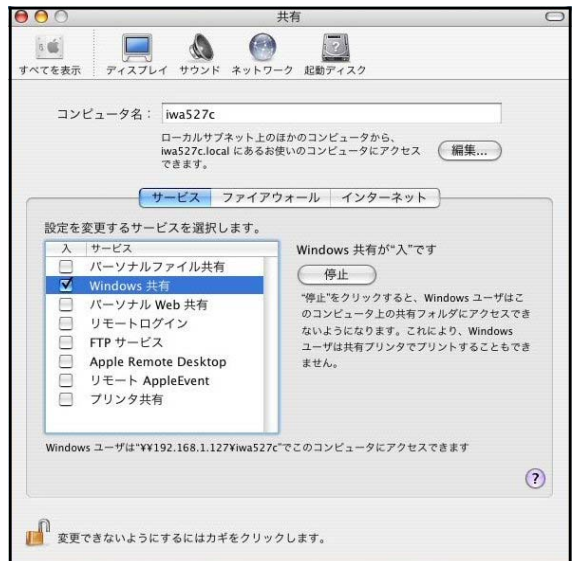 共有
すべてを表示 ディスプレイ サウンド ネットワーク 起動ディスク
コンピュータ名： iwa527c
ローカルサブネット上のほかのコンピュータから、
iwa527c.local にあるお使いのコンピュータにアクセス
できます。
編集...
サービス ファイアウォール インターネット
設定を変更するサービスを選択します。
入 サービス
パーソナルファイル共有
Windows 共有
パーソナル Web 共有
リモートログイン
FTP サービス
Apple Remote Desktop
リモート AppleEvent
プリンタ共有
Windows 共有が“入”です
停止
“停止”をクリックすると、Windows ユーザはこ
のコンピュータ上の共有フォルダにアクセスでき
ないようになります。これにより、Windows
ユーザは共有プリンタでプリントすることもでき
ません。
Windows ユーザは“¥¥192.168.1.127¥iwa527c”でこのコンピュータにアクセスできます
?
変更できないようにするにはカギをクリックします。